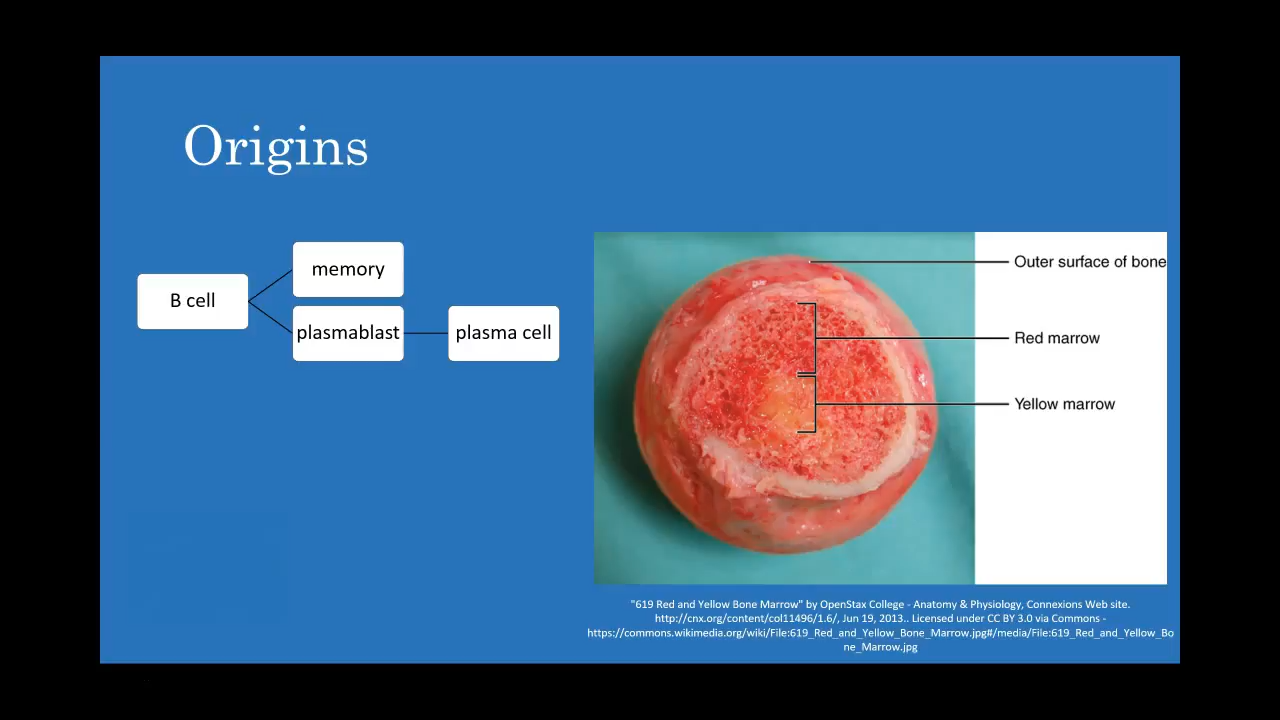 Origins
B cell
memory
plasmablast
plasma cell
Outer surface of bone
Red marrow
Yellow marrow
"619 Red and Yellow Bone Marrow" by OpenStax College - Anatomy & Physiology, Connexions Web site.
http://cnx.org/content/col11496/1.6/, Jun 19, 2013.. Licensed under CC BY 3.0 via Commons -
https://commons.wikimedia.org/wiki/File:619_Red_and_Yellow_Bone_Marrow.jpg#/media/File:619_Red_and_Yellow_Bo
ne_Marrow.jpg